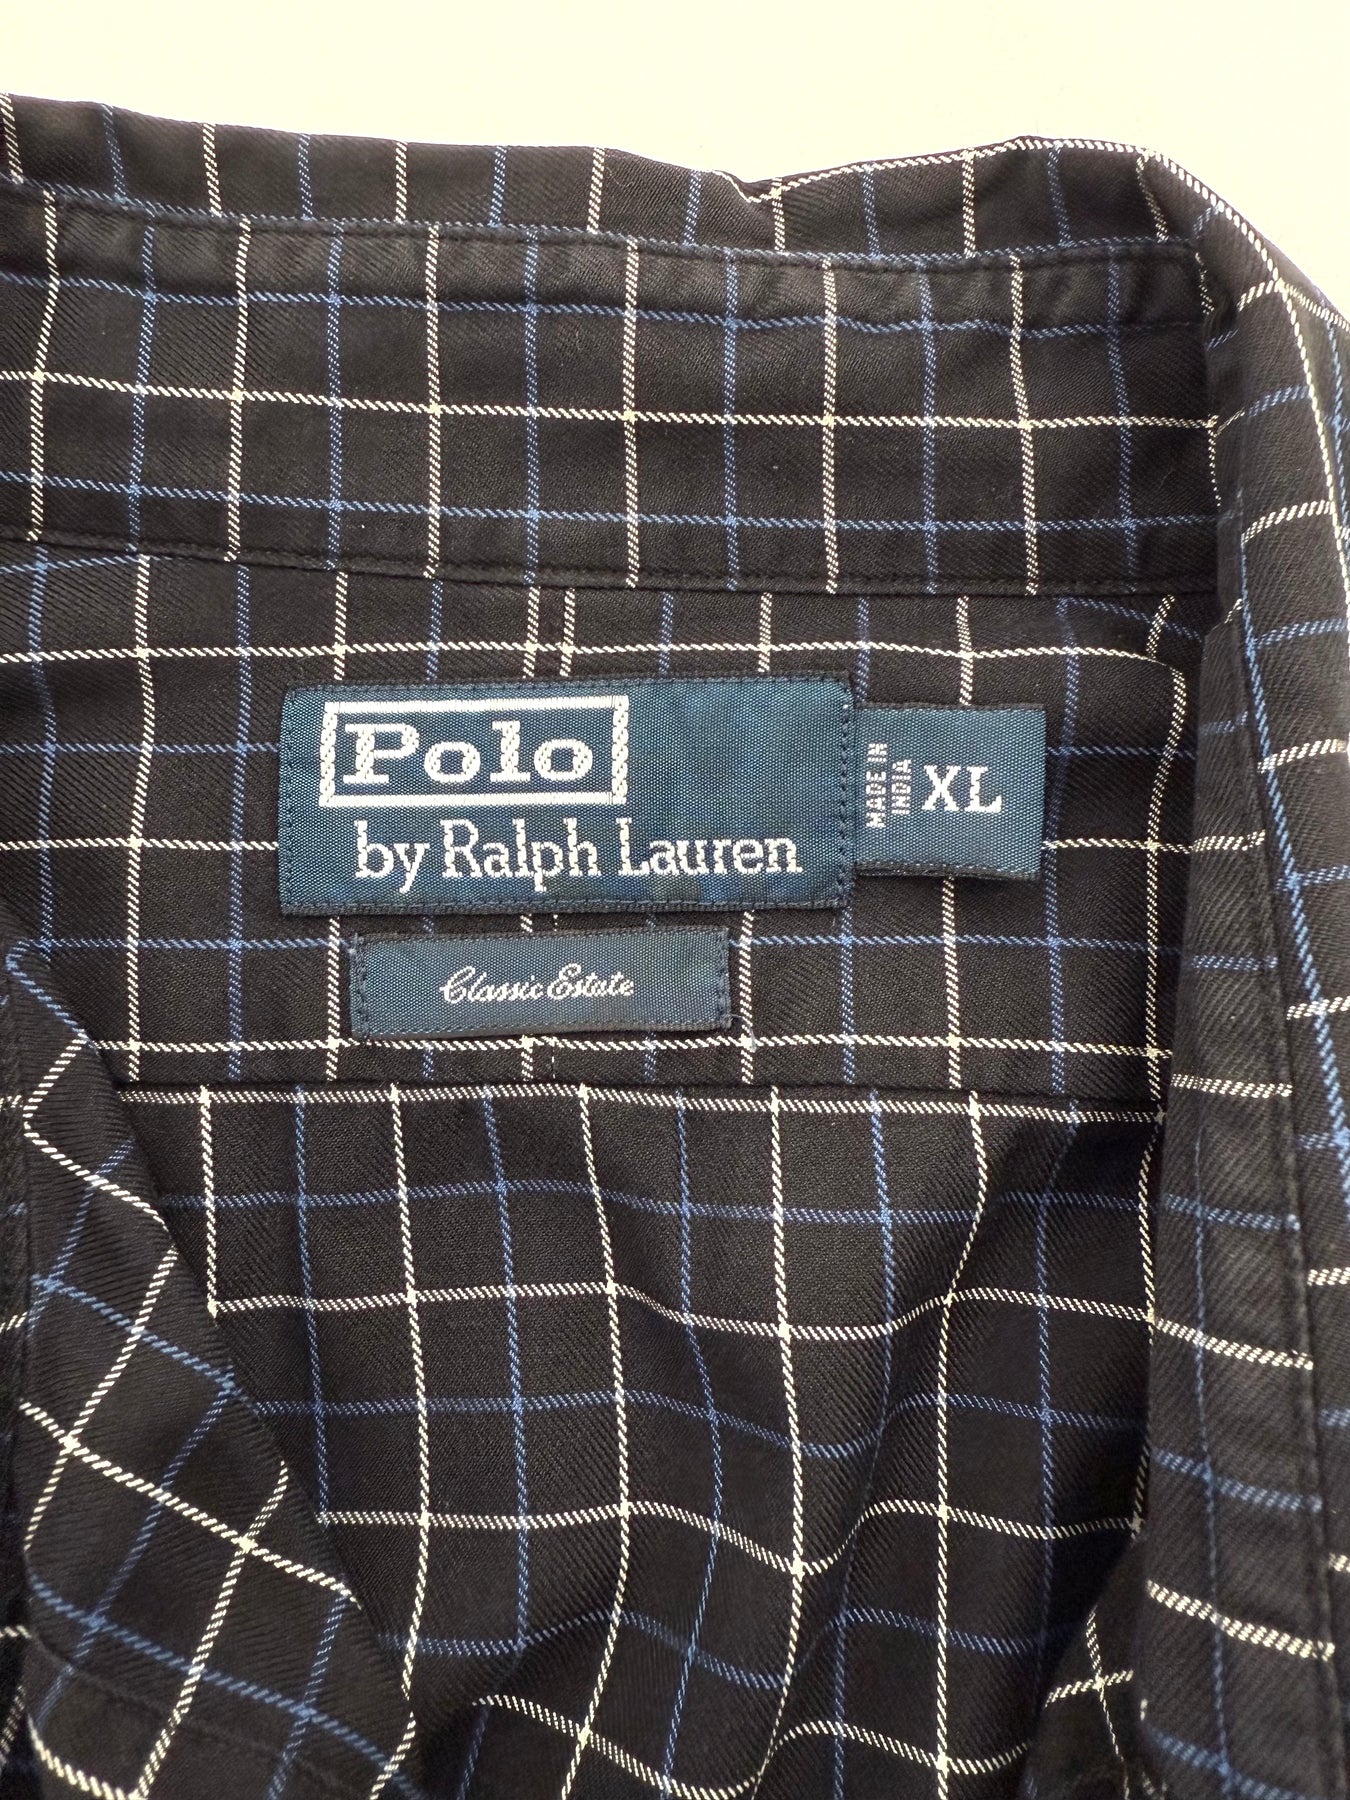 Polo
by Ralph Lauren
MADE IN
INDIA
XL
Classic Estate